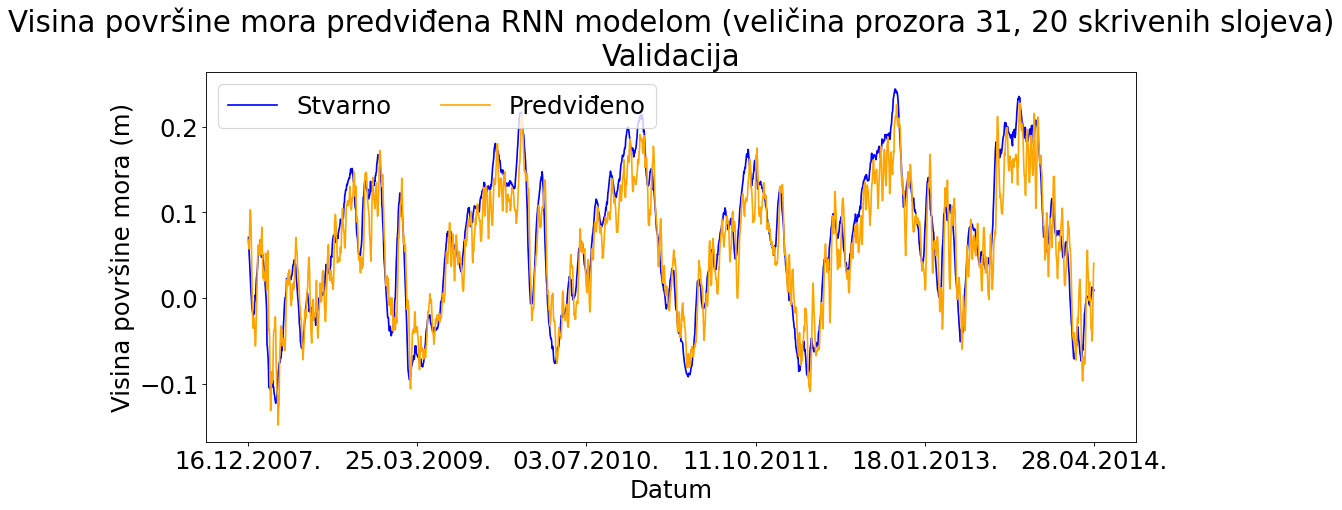 Visina površine mora predviđena RNN modelom (veličina prozora 31, 20 skrivenih slojeva)
Validacija
Stvarno Predviđeno
Visina površine mora (m)
0.2
0.1
0.0
−0.1
16.12.2007. 25.03.2009. 03.07.2010. 11.10.2011. 18.01.2013. 28.04.2014.
Datum